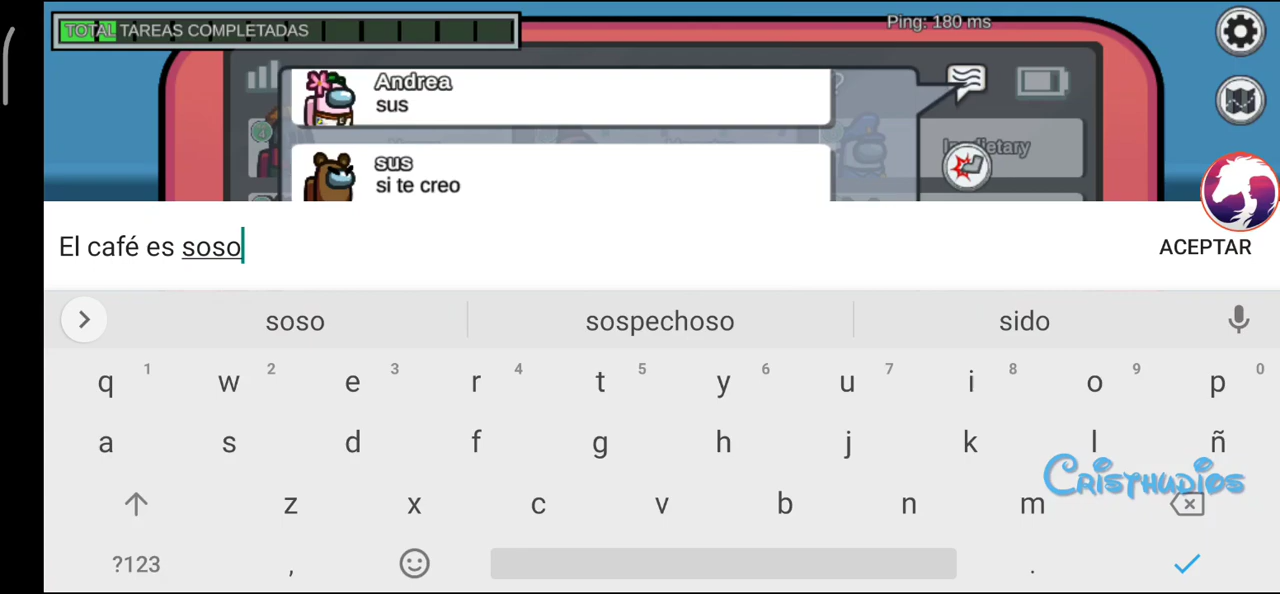 TOTAL TAREAS COMPLETADAS
Ping: 180 ms
Andrea
sus
sus
si te creo
El café es soso
ACEPTAR
soso sospechoso sido
q 1 w 2 e 3 r 4 t 5 y 6 u 7 i 8 o 9 p 0
a s d f g h j k l ñ
CRISTHUDIOS
z x c v b n m
?123 , .